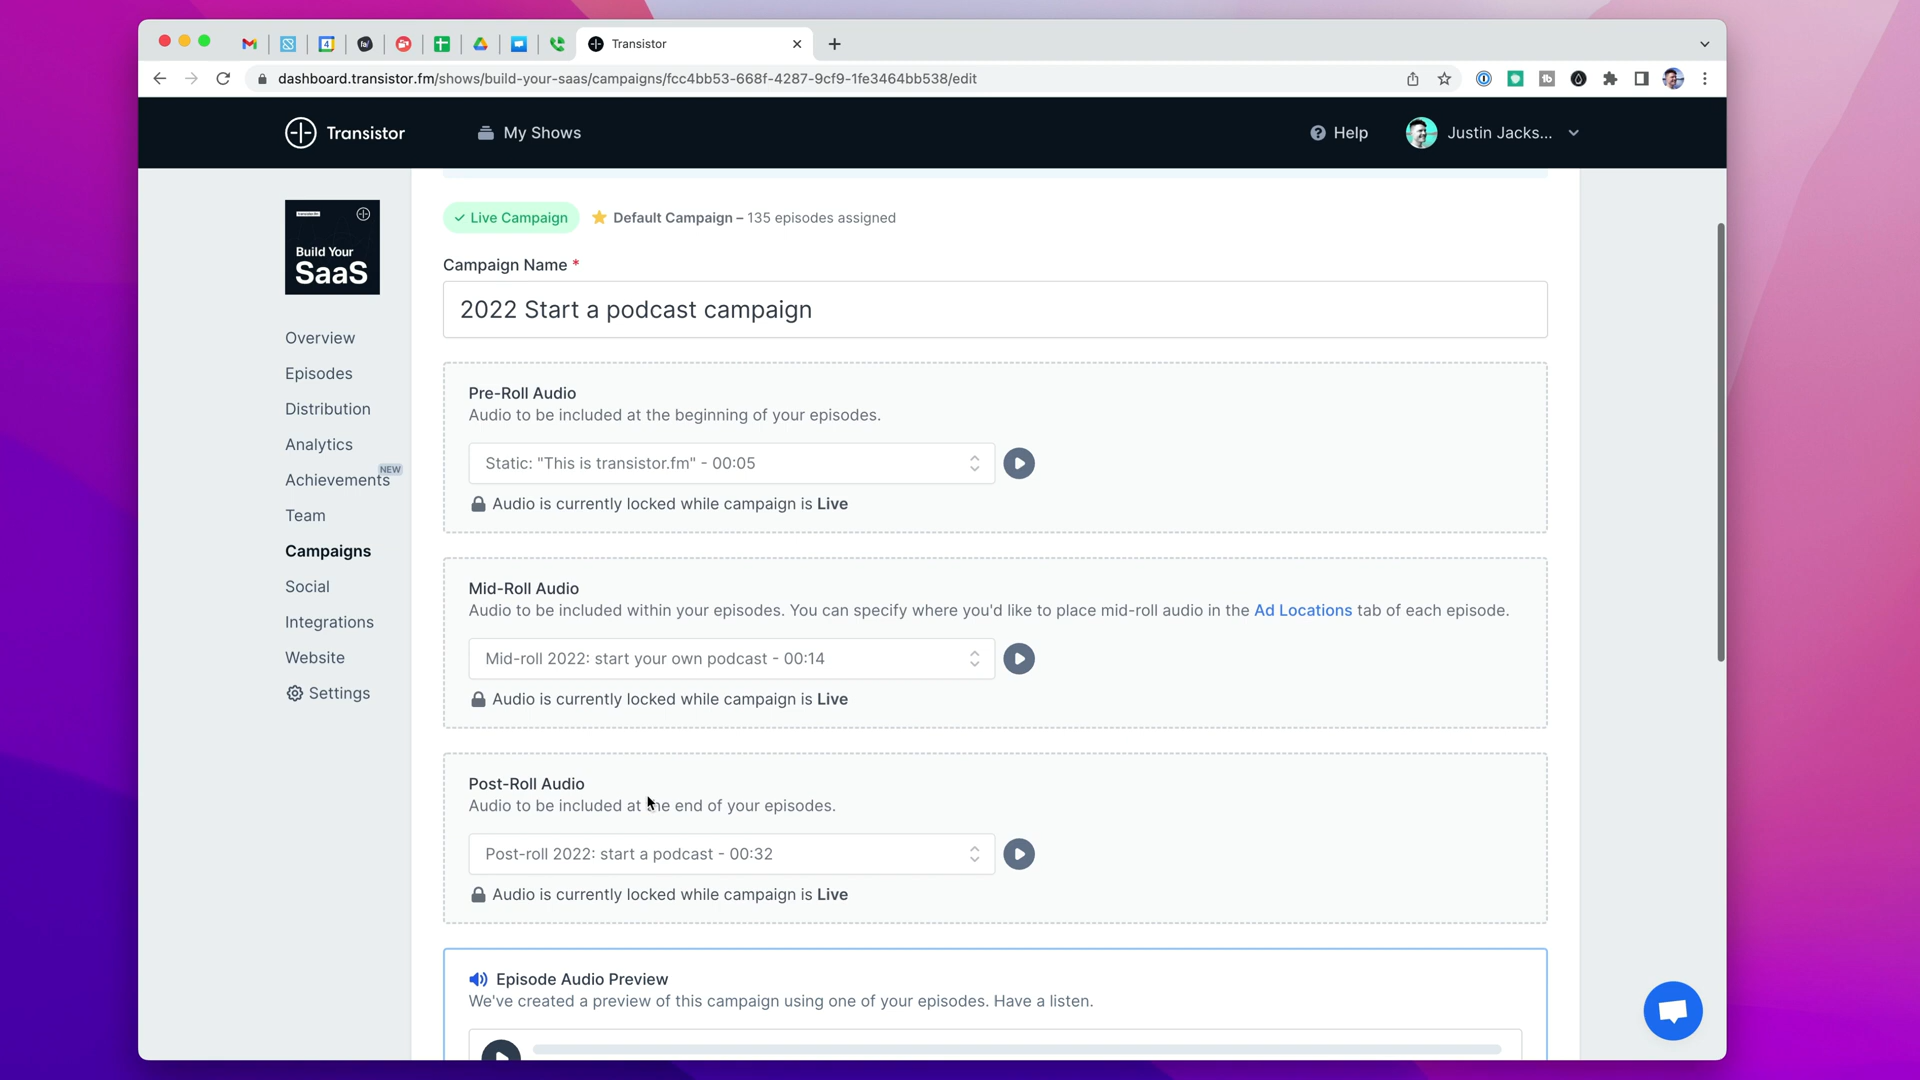 Transistor
dashboard.transistor.fm/shows/build-your-saas/campaigns/fcc4bb53-668f-4287-9cf9-1fe3464bb538/edit
Transistor
My Shows
Help
Justin Jacks...
Build Your
SaaS
Overview
Episodes
Distribution
Analytics
Achievements NEW
Team
Campaigns
Social
Integrations
Website
Settings
Live Campaign
Default Campaign – 135 episodes assigned
Campaign Name *
2022 Start a podcast campaign
Pre-Roll Audio
Audio to be included at the beginning of your episodes.
Static: "This is transistor.fm" - 00:05
Audio is currently locked while campaign is Live
Mid-Roll Audio
Audio to be included within your episodes. You can specify where you'd like to place mid-roll audio in the Ad Locations tab of each episode.
Mid-roll 2022: start your own podcast - 00:14
Audio is currently locked while campaign is Live
Post-Roll Audio
Audio to be included at the end of your episodes.
Post-roll 2022: start a podcast - 00:32
Audio is currently locked while campaign is Live
Episode Audio Preview
We've created a preview of this campaign using one of your episodes. Have a listen.